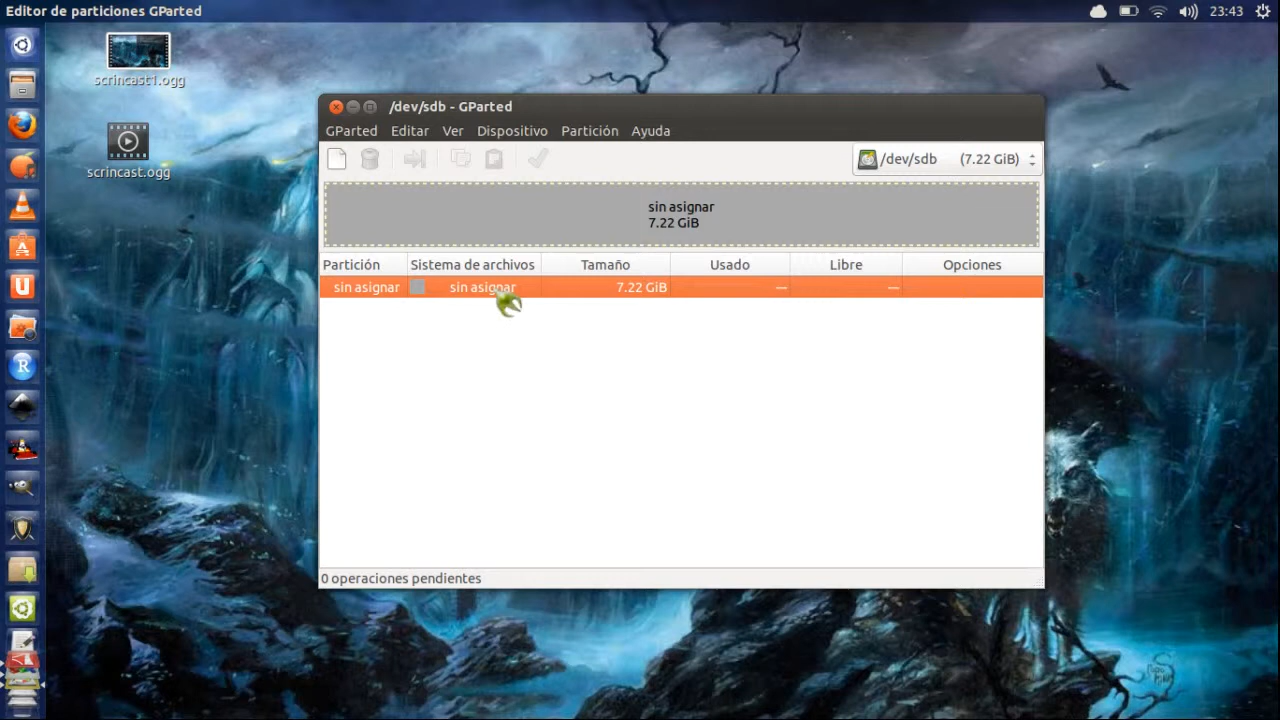 Editor de particiones GParted
23:43
scrincast1.ogg
scrincast.ogg
/dev/sdb - GParted
GParted Editar Ver Dispositivo Partición Ayuda
/dev/sdb (7.22 GiB)
sin asignar
7.22 GiB
Partición Sistema de archivos Tamaño Usado Libre Opciones
sin asignar sin asignar 7.22 GiB — —
0 operaciones pendientes